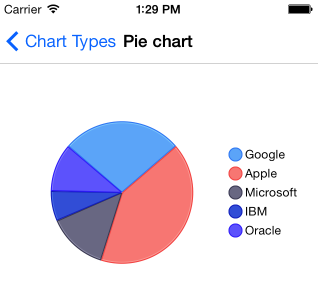 Carrier 1:29 PM
Chart Types Pie chart
Google
Apple
Microsoft
IBM
Oracle